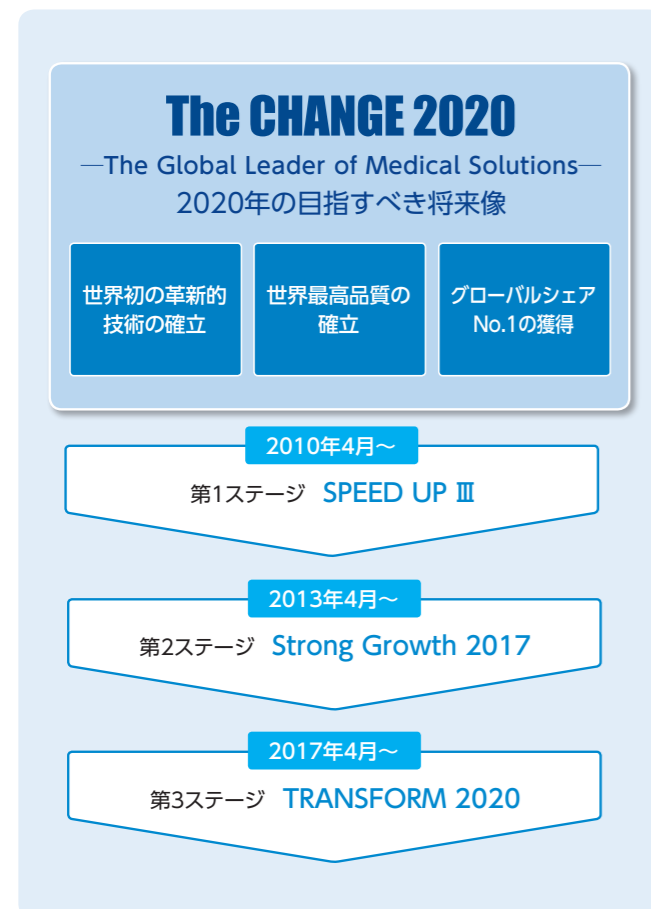 The CHANGE 2020
―The Global Leader of Medical Solutions―
2020年の目指すべき将来像
世界初の革新的
技術の確立
世界最高品質の
確立
グローバルシェア
No.1の獲得
2010年4月～
第1ステージ SPEED UP Ⅲ
2013年4月～
第2ステージ Strong Growth 2017
2017年4月～
第3ステージ TRANSFORM 2020